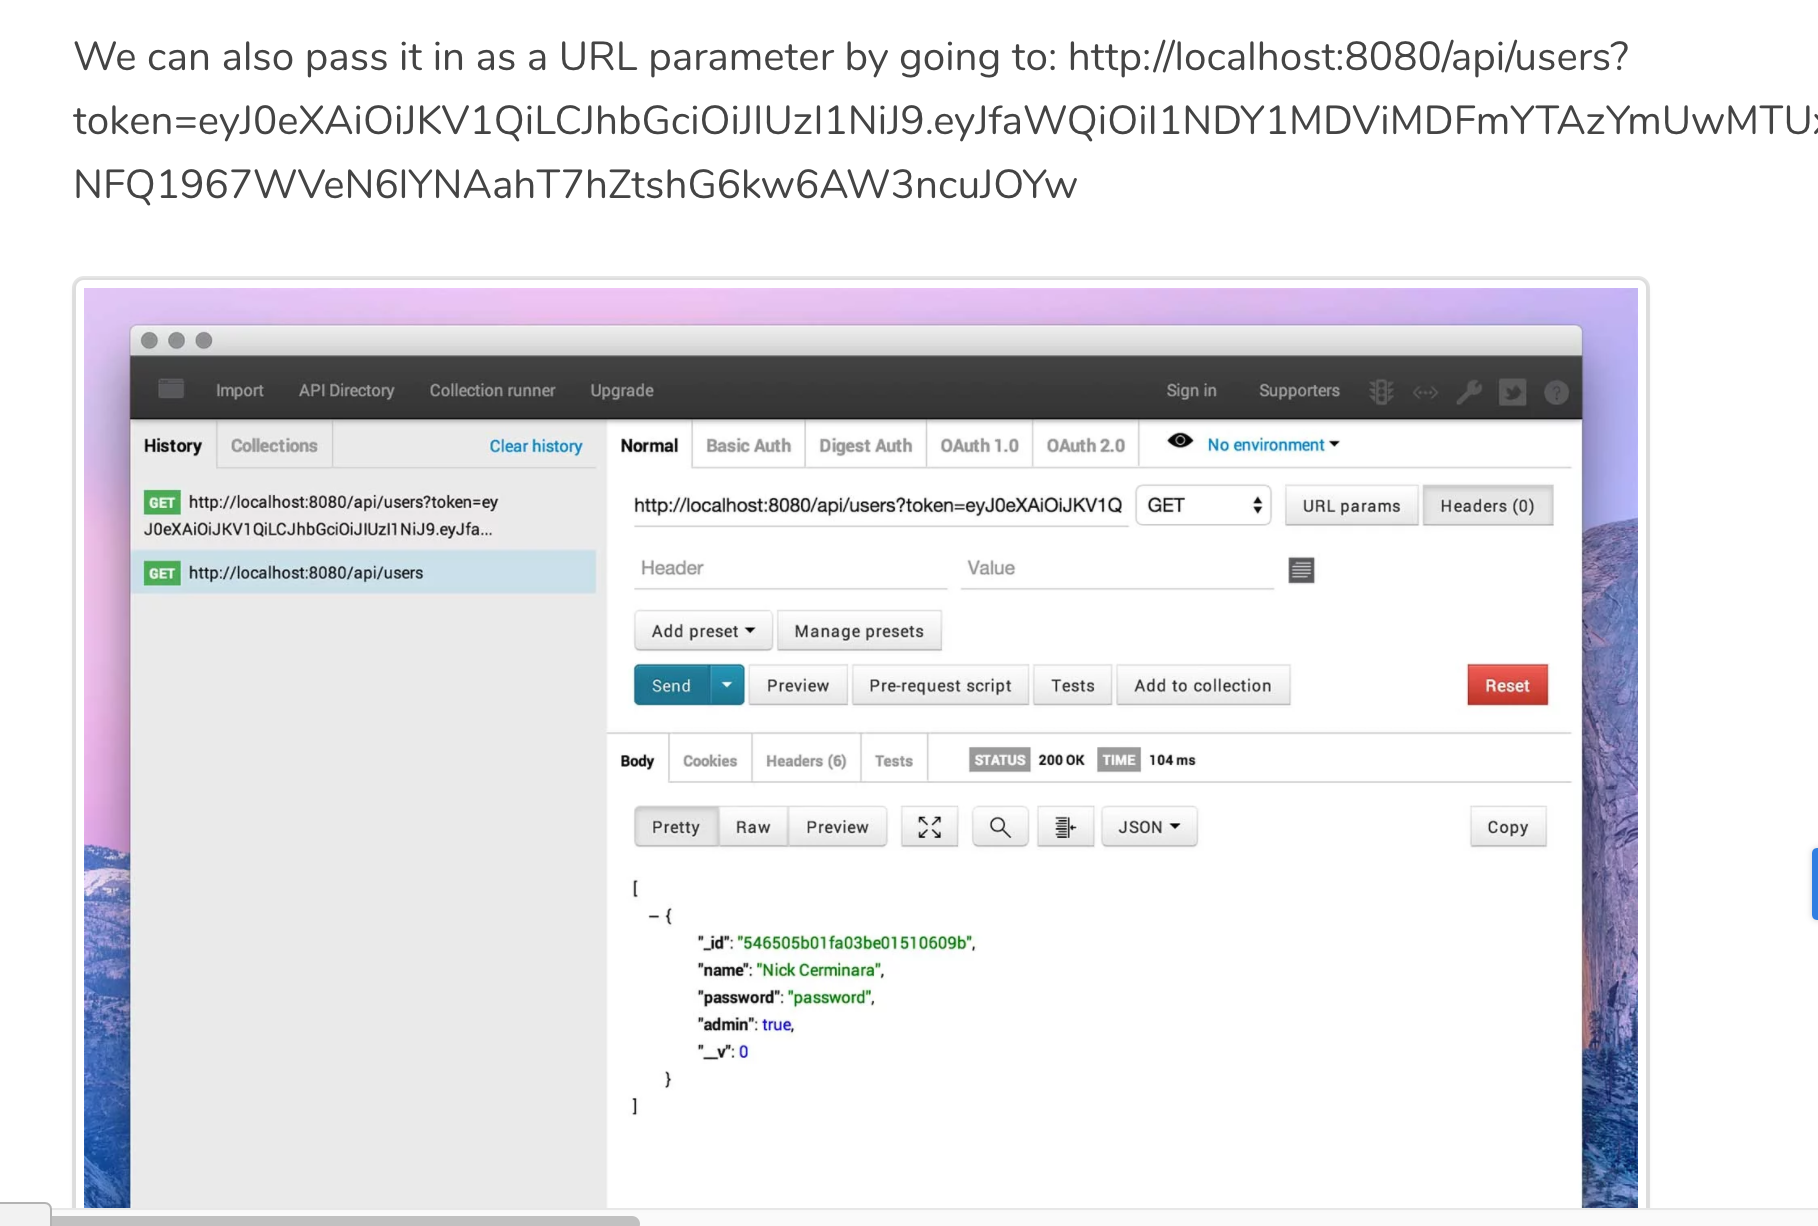 We can also pass it in as a URL parameter by going to: http://localhost:8080/api/users?
token=eyJ0eXAiOiJKV1QiLCJhbGciOiJIUzI1NiJ9.eyJfaWQiOiI1NDY1MDViMDFmYTAzYmUwMTUx
NFQ1967WVeN6IYNAahT7hZtshG6kw6AW3ncuJOYw
Import API Directory Collection runner Upgrade Sign in Supporters
History Collections Clear history Normal Basic Auth Digest Auth OAuth 1.0 OAuth 2.0 No environment
GET http://localhost:8080/api/users?token=ey
J0eXAiOiJKV1QiLCJhbGciOiJIUzI1NiJ9.eyJfa...
GET http://localhost:8080/api/users
http://localhost:8080/api/users?token=eyJ0eXAiOiJKV1Q GET URL params Headers (0)
Header Value
Add preset Manage presets
Send Preview Pre-request script Tests Add to collection Reset
Body Cookies Headers (6) Tests STATUS 200 OK TIME 104 ms
Pretty Raw Preview JSON Copy
[
– {
"_id": "546505b01fa03be01510609b",
"name": "Nick Cerminara",
"password": "password",
"admin": true,
"__v": 0
}
]